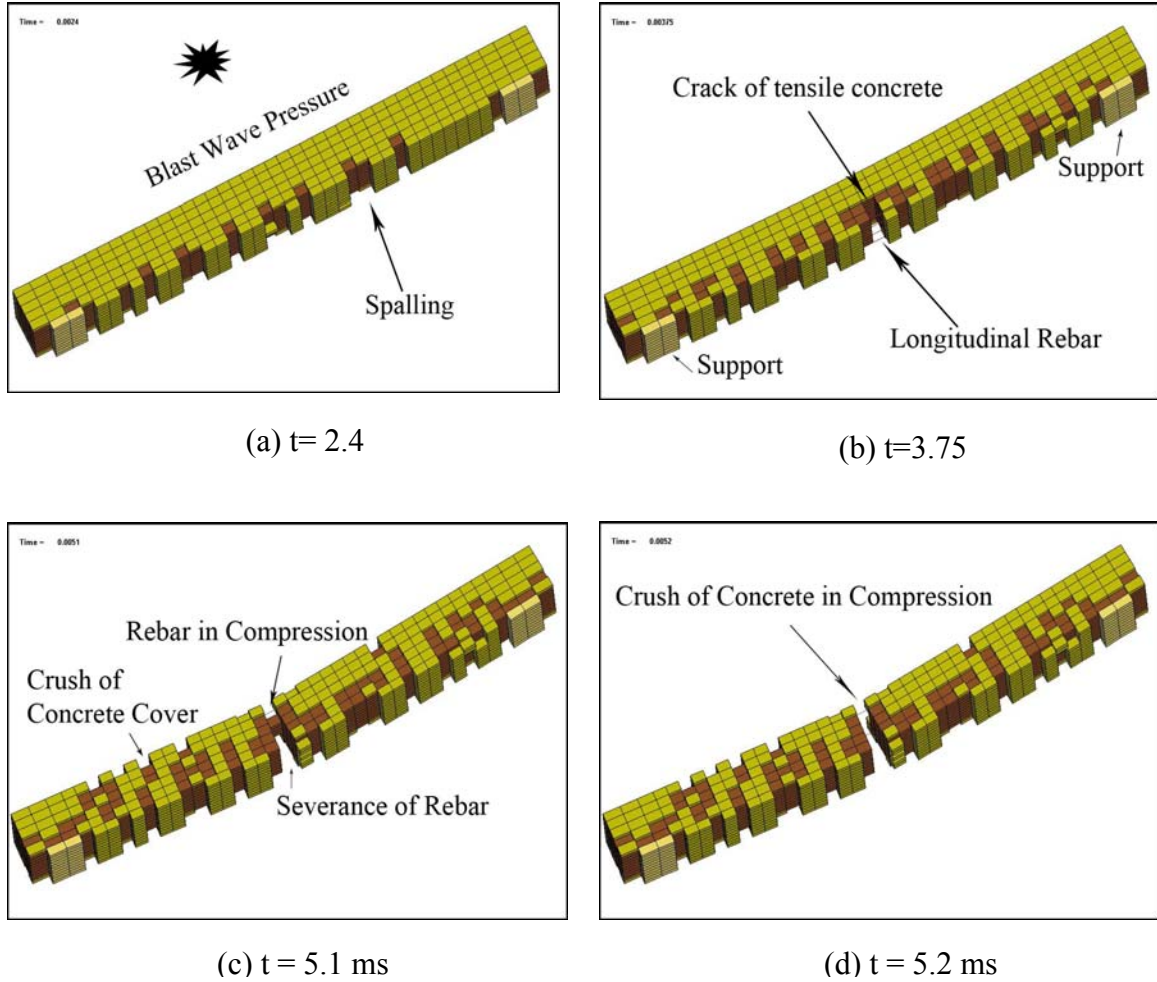 Time = 0.0024
Blast Wave Pressure
Spalling
(a) t= 2.4
Time = 0.00375
Crack of tensile concrete
Support
Longitudinal Rebar
Support
(b) t=3.75
Time = 0.0051
Rebar in Compression
Crush of
Concrete Cover
Severance of Rebar
(c) t = 5.1 ms
Time = 0.0052
Crush of Concrete in Compression
(d) t = 5.2 ms